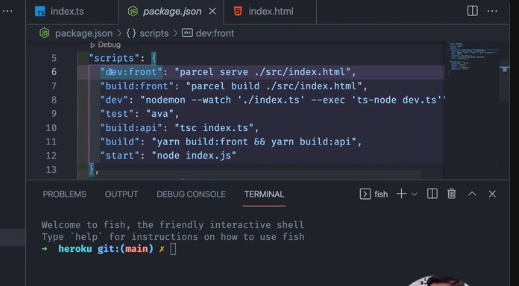 index.ts
package.json
index.html
package.json > {} scripts > dev:front
Debug
5 "scripts": {
6 "dev:front": "parcel serve ./src/index.html",
7 "build:front": "parcel build ./src/index.html",
8 "dev": "nodemon --watch './index.ts' --exec 'ts-node dev.ts'"
9 "test": "ava",
10 "build:api": "tsc index.ts",
11 "build": "yarn build:front && yarn build:api",
12 "start": "node index.js"
13 },
PROBLEMS OUTPUT DEBUG CONSOLE TERMINAL fish
Welcome to fish, the friendly interactive shell
Type `help` for instructions on how to use fish
➜ heroku git:(main) ✗